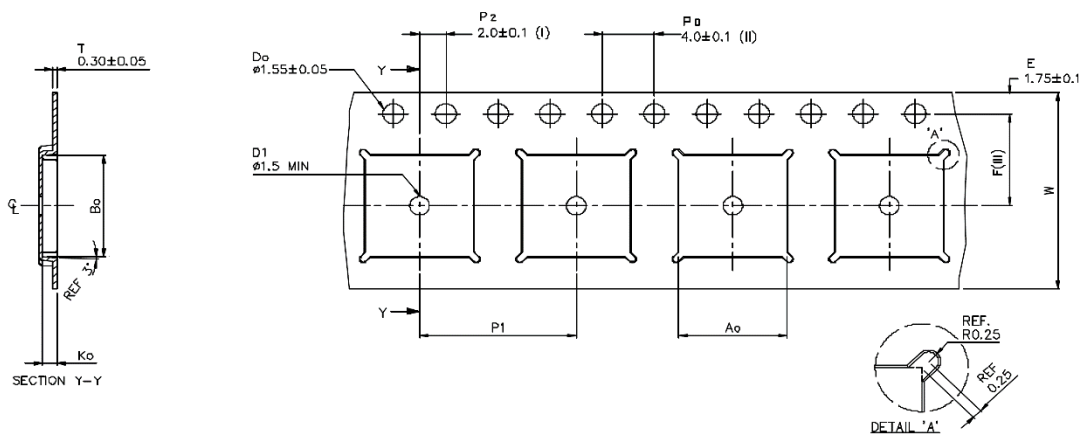 T
0.30±0.05
P2
2.0±0.1 (I)
Po
4.0±0.1 (II)
E
1.75±0.1
Do
ø1.55±0.05
Y
'A'
D1
ø1.5 MIN
F(III)
W
℄
Bo
REF 3°
Ko
SECTION Y-Y
Y
P1
Ao
REF.
R0.25
REF
0.25
DETAIL 'A'